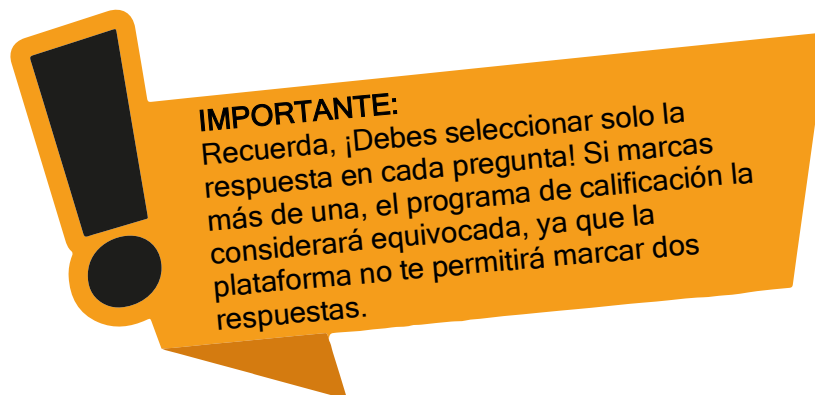 IMPORTANTE:
Recuerda, ¡Debes seleccionar solo la
respuesta en cada pregunta! Si marcas
más de una, el programa de calificación la
considerará equivocada, ya que la
plataforma no te permitirá marcar dos
respuestas.